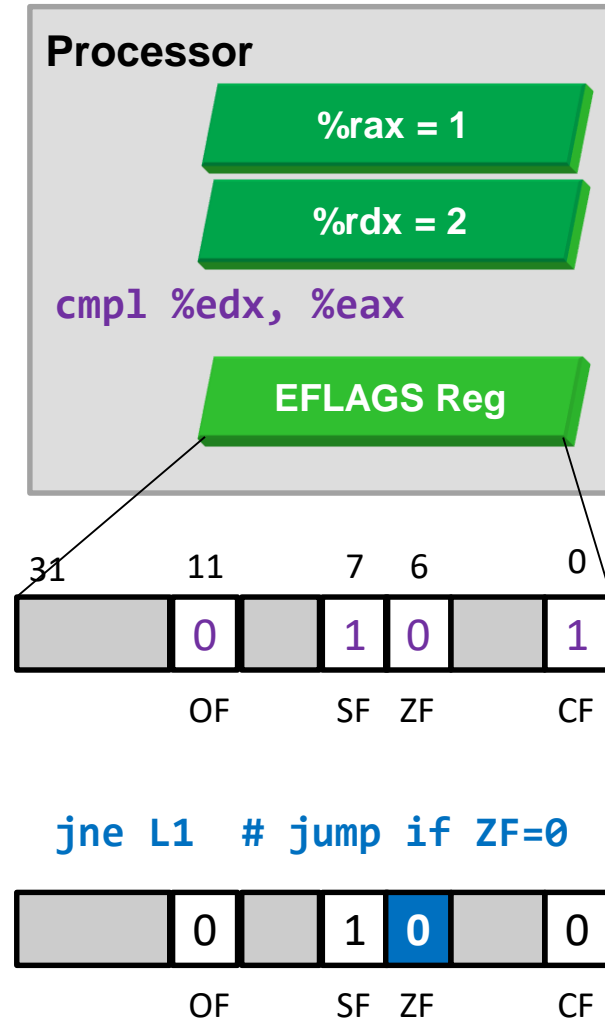 Processor
%rax = 1
%rdx = 2
cmpl %edx, %eax
EFLAGS Reg
31 11 7 6 0
0 1 0 1
OF SF ZF CF
jne L1 # jump if ZF=0
0 1 0 0
OF SF ZF CF